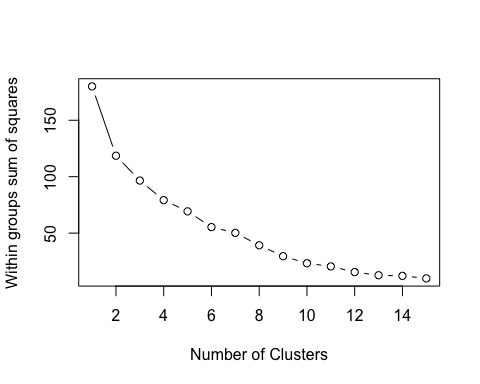 Within groups sum of squares
150
100
50
2 4 6 8 10 12 14
Number of Clusters